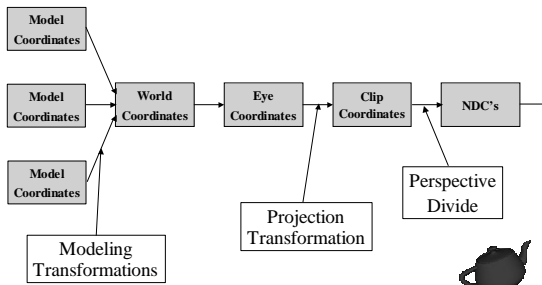 Model
Coordinates
Model
Coordinates
World
Coordinates
Eye
Coordinates
Clip
Coordinates
NDC's
Model
Coordinates
Perspective
Divide
Projection
Transformation
Modeling
Transformations